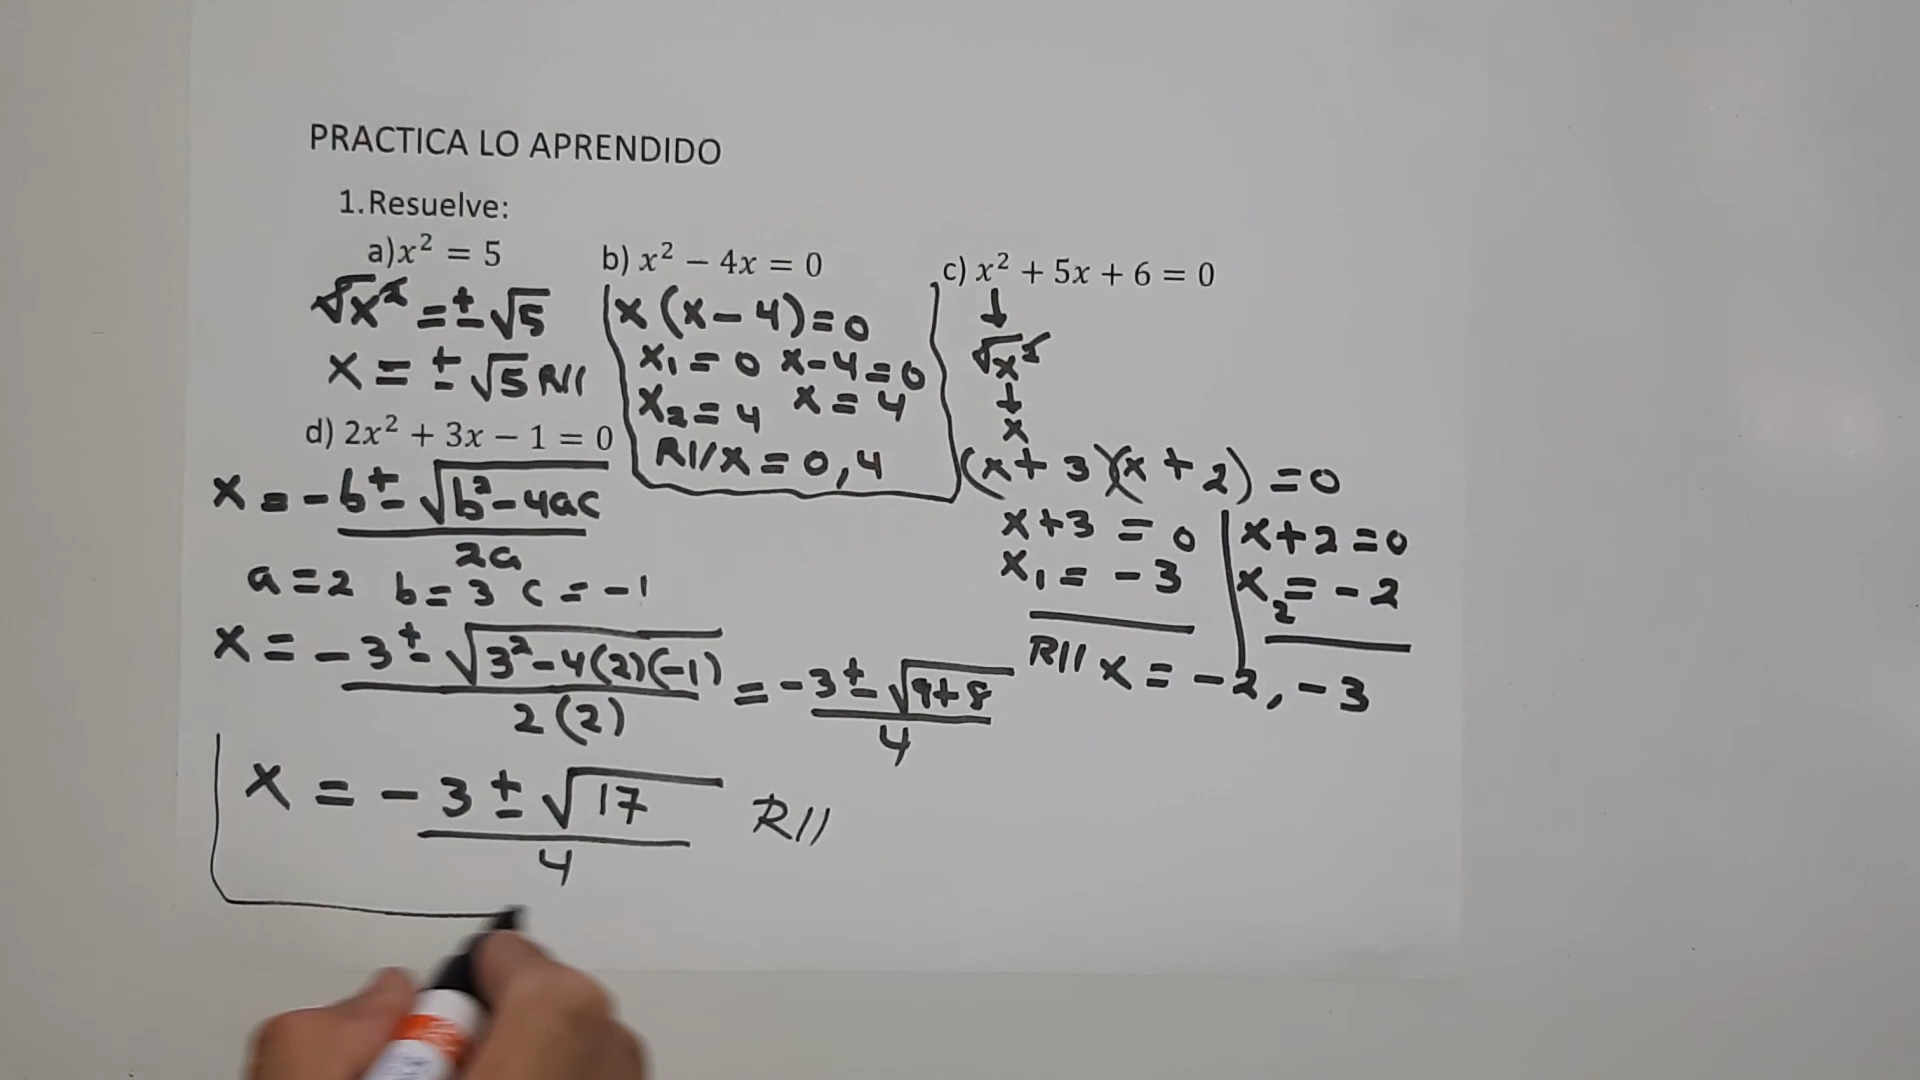 PRACTICA LO APRENDIDO
1.Resuelve:
a)x² = 5
√x² = ±√5
x = ±√5 R//
b) x² − 4x = 0
x (x − 4) = 0
x₁ = 0 x − 4 = 0
x₂ = 4 x = 4
R// x = 0, 4
c) x² + 5x + 6 = 0
↓
√x²
↓
x
(x + 3)(x + 2) = 0
x + 3 = 0 | x + 2 = 0
x₁ = −3 | x₂ = −2
R// x = −2, −3
d) 2x² + 3x − 1 = 0
x = −b ± √b² − 4ac
2a
a = 2 b = 3 c = −1
x = −3 ± √3² − 4(2)(−1) = −3 ± √9+8
2(2) 4
x = −3 ± √17 R//
4